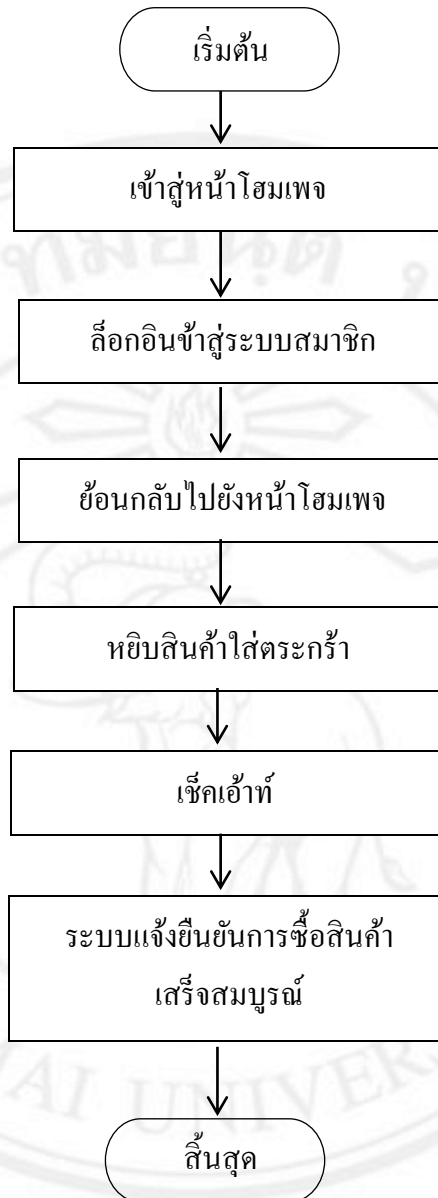 เริ่มต้น
เข้าสู่หน้าโฮมเพจ
ล็อกอินข้าสู่ระบบสมาชิก
ย้อนกลับไปยังหน้าโฮมเพจ
หยิบสินค้าใส่ตระกร้า
เช็คเอ้าท์
ระบบแจ้งยืนยันการซื้อสินค้า
เสร็จสมบูรณ์
สิ้นสุด